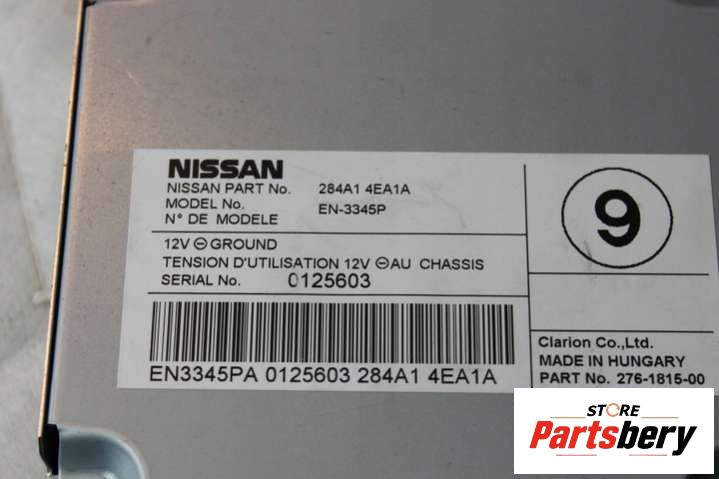 NISSAN
NISSAN PART No. 284A1 4EA1A
MODEL No. EN-3345P
N° DE MODELE
12V ⊖ GROUND
TENSION D'UTILISATION 12V ⊖ AU CHASSIS
SERIAL No. 0125603
EN3345PA 0125603 284A1 4EA1A
9
Clarion Co.,Ltd.
MADE IN HUNGARY
PART No. 276-1815-00
STORE
Partsbery